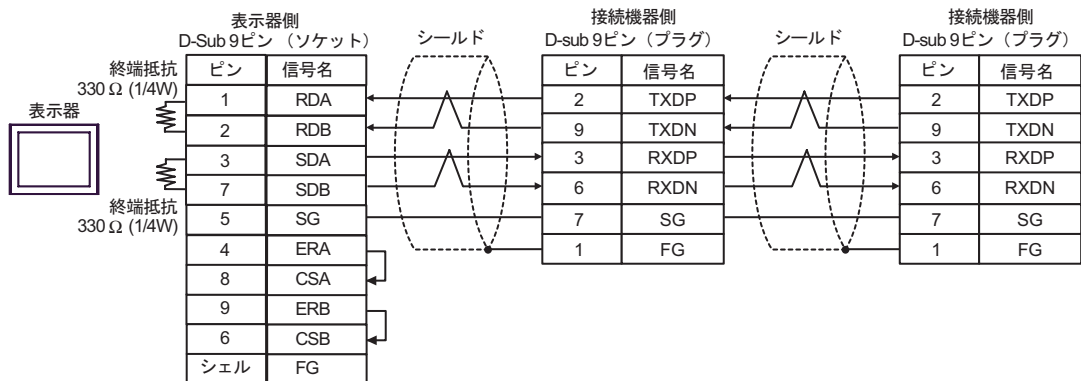 表示器側
D-Sub 9ピン （ソケット）
シールド
接続機器側
D-sub 9ピン（プラグ）
シールド
接続機器側
D-sub 9ピン（プラグ）
表示器
終端抵抗
330 Ω (1/4W)
終端抵抗
330 Ω (1/4W)
ピン 信号名
1 RDA
2 RDB
3 SDA
7 SDB
5 SG
4 ERA
8 CSA
9 ERB
6 CSB
シェル FG
ピン 信号名
2 TXDP
9 TXDN
3 RXDP
6 RXDN
7 SG
1 FG
ピン 信号名
2 TXDP
9 TXDN
3 RXDP
6 RXDN
7 SG
1 FG